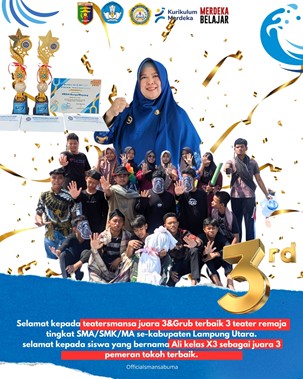 Kurikulum
Merdeka
MERDEKA
BELAJAR
3rd
Selamat kepada teatersmansa juara 3&Grub terbaik 3 teater remaja
tingkat SMA/SMK/MA se-kabupaten Lampung Utara.
selamat kepada siswa yang bernama Ali kelas X3 sebagai juara 3
pemeran tokoh terbaik.
Officialsmansabuma